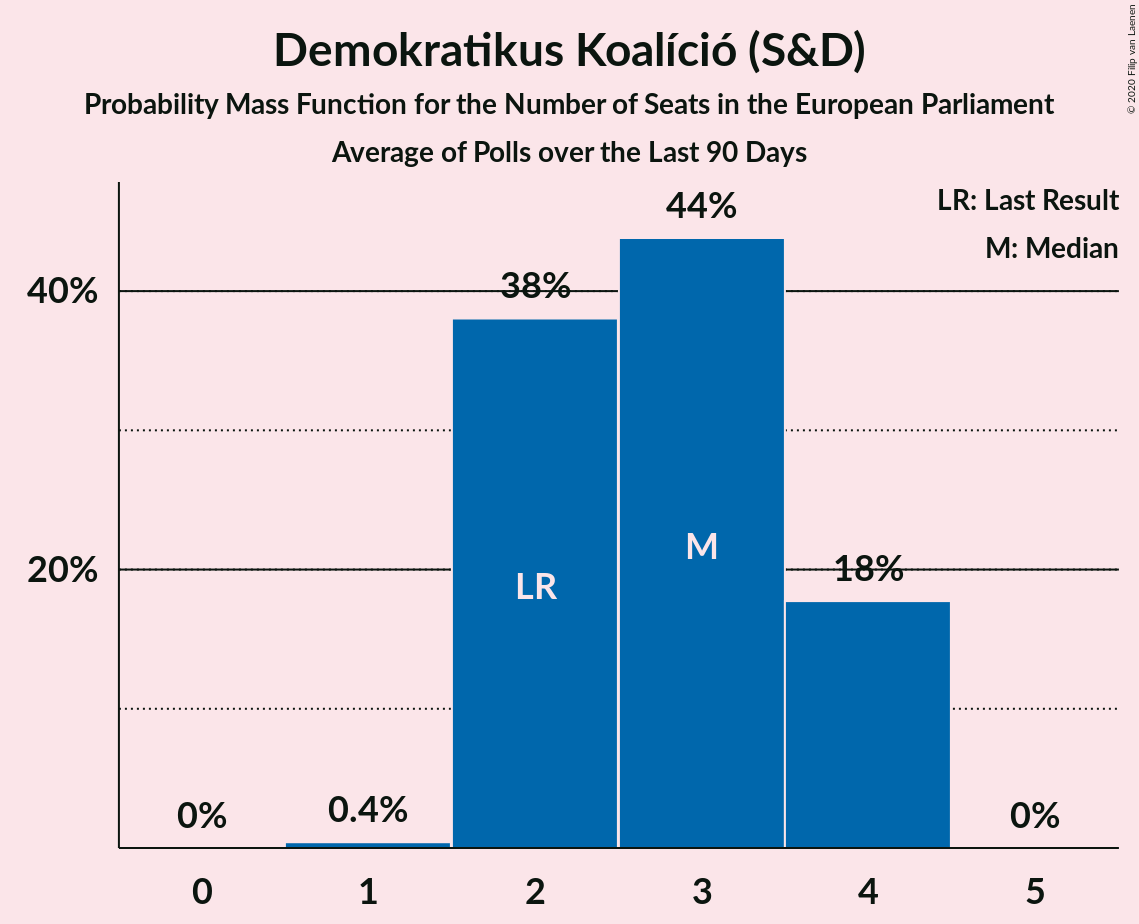 Demokratikus Koalíció (S&D)
Probability Mass Function for the Number of Seats in the European Parliament
Average of Polls over the Last 90 Days
© 2020 Filip van Laenen
LR: Last Result
M: Median
44%
40%
38%
M
20%
18%
LR
0%
0.4%
0%
0 1 2 3 4 5